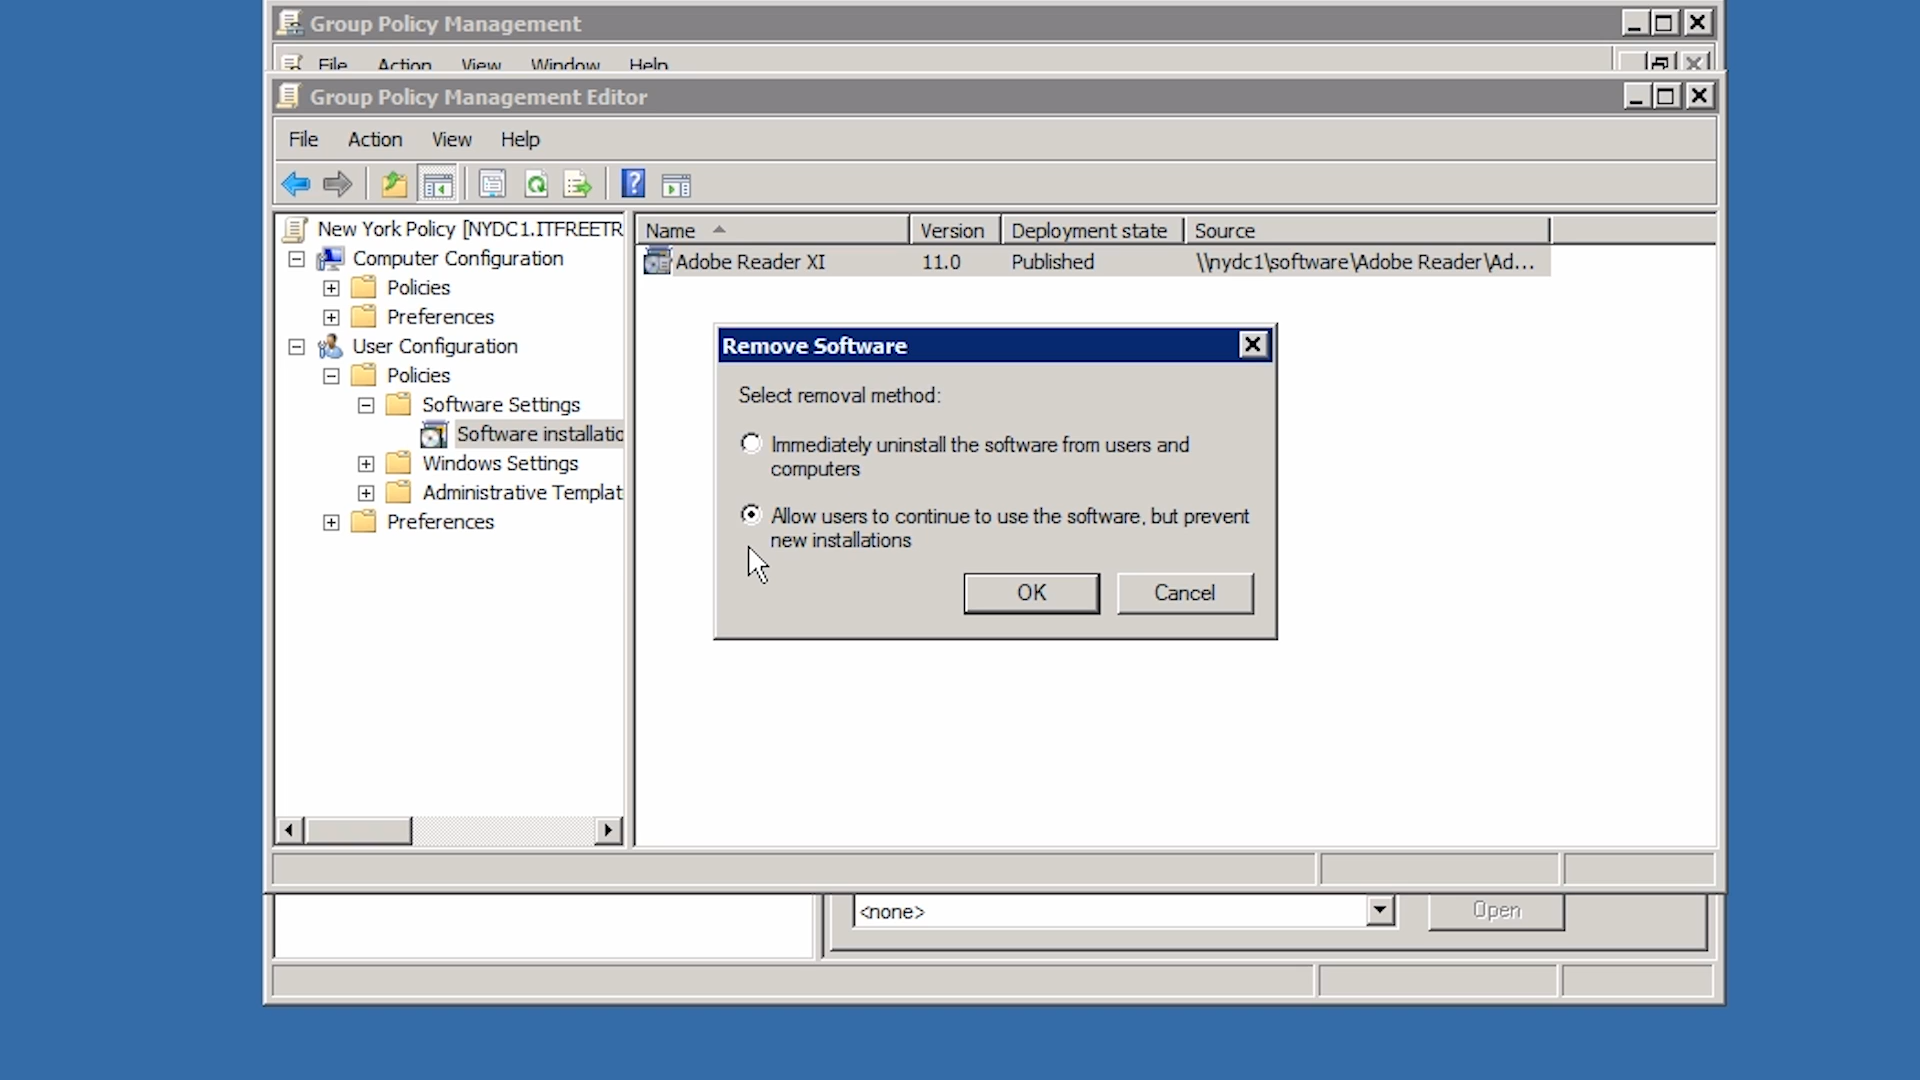 Group Policy Management
File Action View Window Help
Group Policy Management Editor
File Action View Help
New York Policy [NYDC1.ITFREETR
Computer Configuration
Policies
Preferences
User Configuration
Policies
Software Settings
Software installatio
Windows Settings
Administrative Templat
Preferences
Name Version Deployment state Source
Adobe Reader XI 11.0 Published \\nydc1\software\Adobe Reader\Ad...
Remove Software
Select removal method:
Immediately uninstall the software from users and
computers
Allow users to continue to use the software, but prevent
new installations
OK Cancel
<none> Open